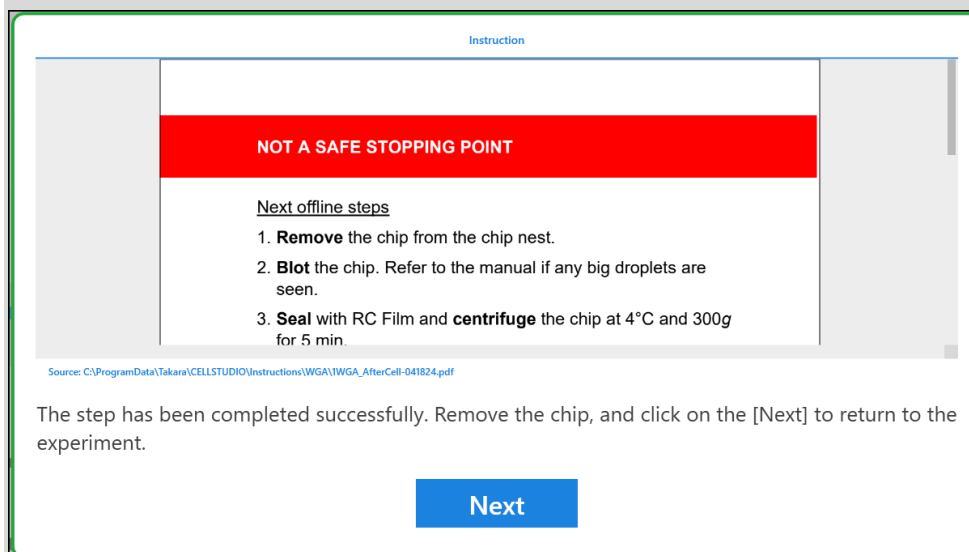 Instruction
NOT A SAFE STOPPING POINT
Next offline steps
1. Remove the chip from the chip nest.
2. Blot the chip. Refer to the manual if any big droplets are
seen.
3. Seal with RC Film and centrifuge the chip at 4°C and 300g
for 5 min.
Source: C:\ProgramData\Takara\CELLSTUDIO\Instructions\WGA\1WGA_AfterCell-041824.pdf
The step has been completed successfully. Remove the chip, and click on the [Next] to return to the
experiment.
Next